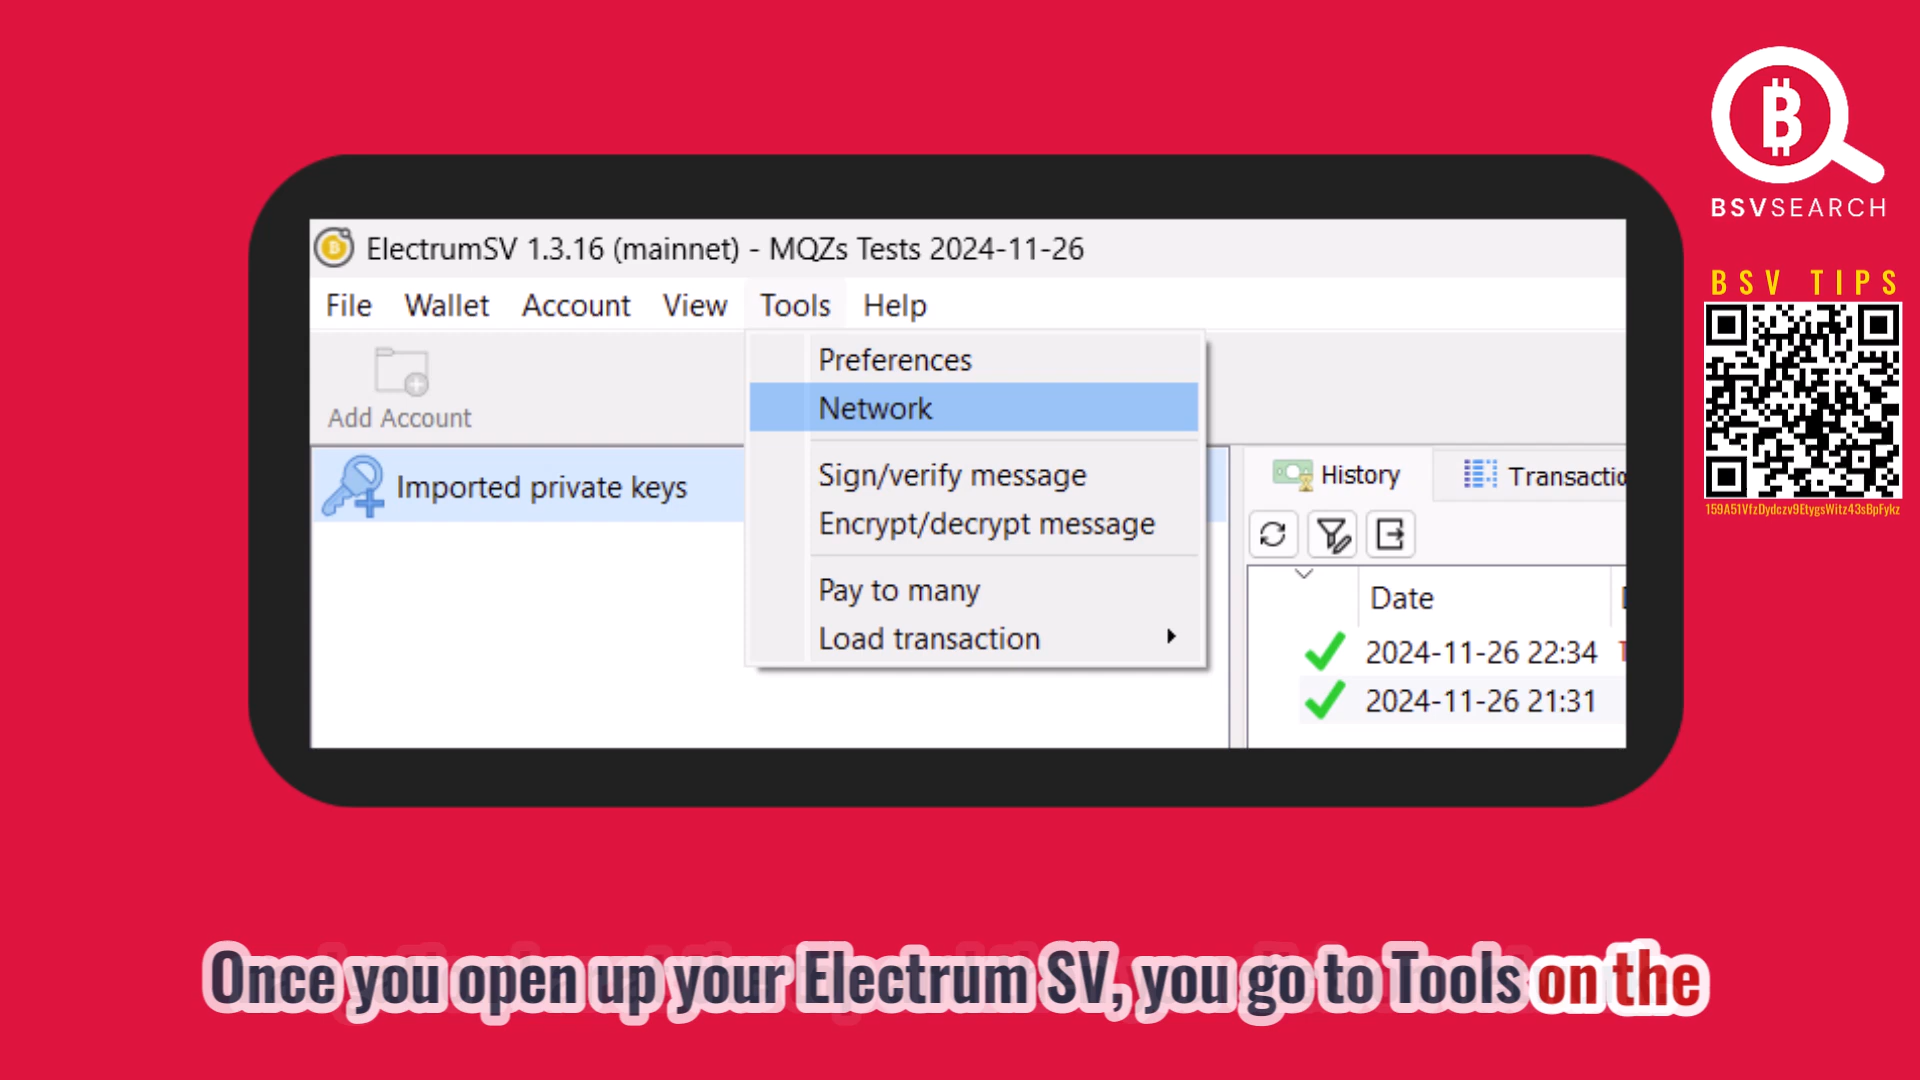 BSVSEARCH
BSV TIPS
159A51VfzDydczv9EtygsWitz43sBpFykz
ElectrumSV 1.3.16 (mainnet) - MQZs Tests 2024-11-26
File Wallet Account View Tools Help
Preferences
Network
Sign/verify message
Encrypt/decrypt message
Pay to many
Load transaction
Add Account
Imported private keys
History
Date
2024-11-26 22:34
2024-11-26 21:31
Once you open up your Electrum SV, you go to Tools on the